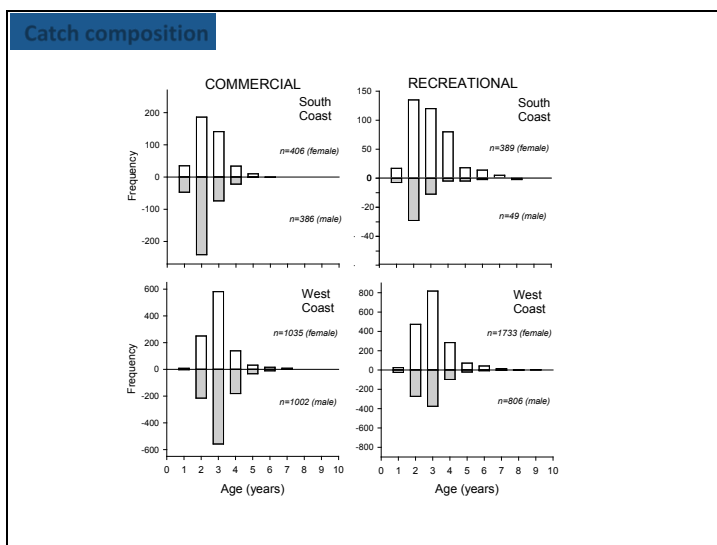 Catch composition
COMMERCIAL
RECREATIONAL
South
Coast
n=406 (female)
n=386 (male)
Frequency
200
100
0
-100
-200
South
Coast
n=389 (female)
n=49 (male)
150
100
50
0
-20
-40
West
Coast
n=1035 (female)
n=1002 (male)
Frequency
600
400
200
0
-200
-400
-600
0 1 2 3 4 5 6 7 8 9 10
Age (years)
West
Coast
n=1733 (female)
n=806 (male)
800
600
400
200
0
-200
-400
-600
-800
0 1 2 3 4 5 6 7 8 9 10
Age (years)